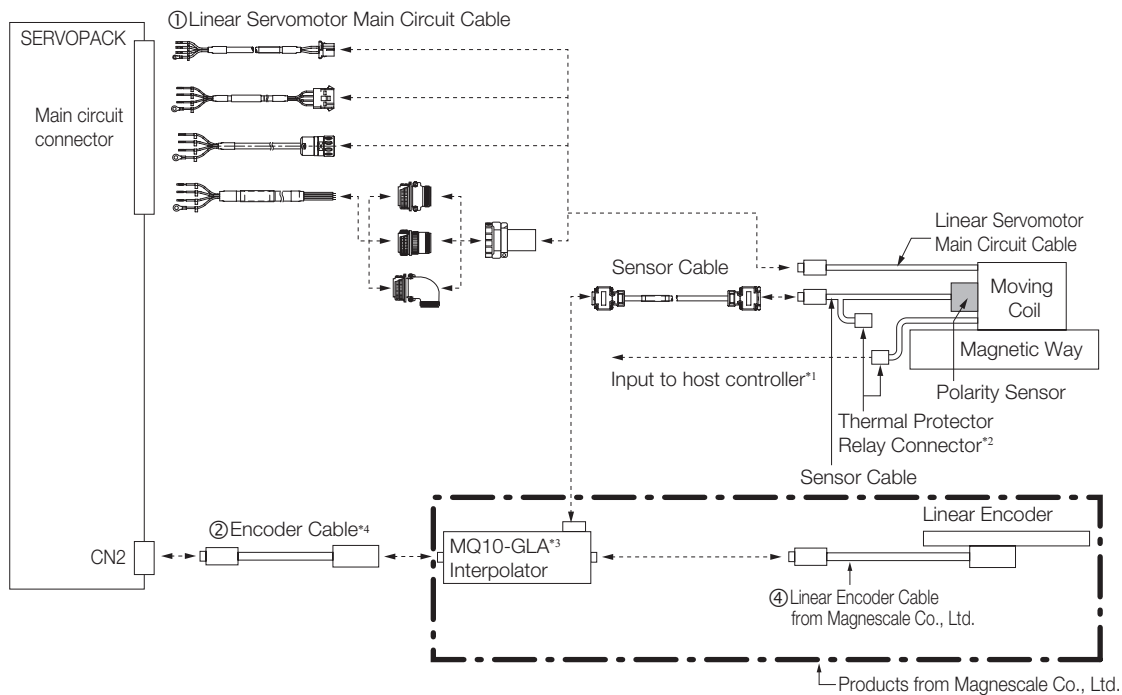 ①Linear Servomotor Main Circuit Cable
SERVOPACK
Main circuit
connector
Linear Servomotor
Main Circuit Cable
Sensor Cable
Moving
Coil
Magnetic Way
Input to host controller*1
Polarity Sensor
Thermal Protector
Relay Connector*2
Sensor Cable
Linear Encoder
②Encoder Cable*4
CN2
MQ10-GLA*3
Interpolator
④Linear Encoder Cable
from Magnescale Co., Ltd.
Products from Magnescale Co., Ltd.